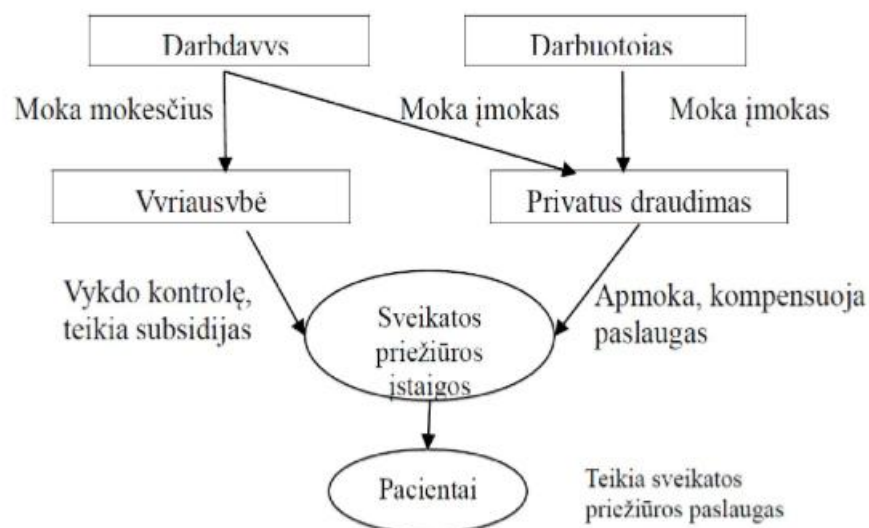 Darbdavys
Darbuotojas
Moka mokesčius
Moka įmokas
Moka įmokas
Vyriausybė
Privatus draudimas
Vykdo kontrolę,
teikia subsidijas
Apmoka, kompensuoja
paslaugas
Sveikatos
priežiūros
įstaigos
Pacientai
Teikia sveikatos
priežiūros paslaugas